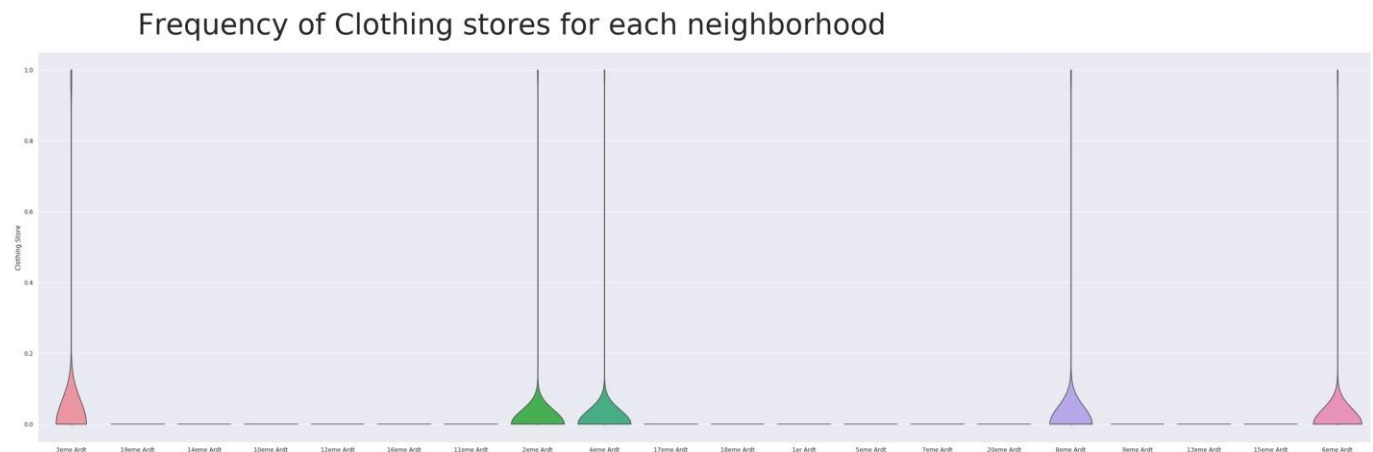 Frequency of Clothing stores for each neighborhood
1.0
0.8
0.6
0.4
0.2
0.0
Clothing Store
3eme Ardt 19eme Ardt 14eme Ardt 10eme Ardt 12eme Ardt 16eme Ardt 11eme Ardt 2eme Ardt 4eme Ardt 17eme Ardt 18eme Ardt 1er Ardt 5eme Ardt 7eme Ardt 20eme Ardt 8eme Ardt 9eme Ardt 13eme Ardt 15eme Ardt 6eme Ardt